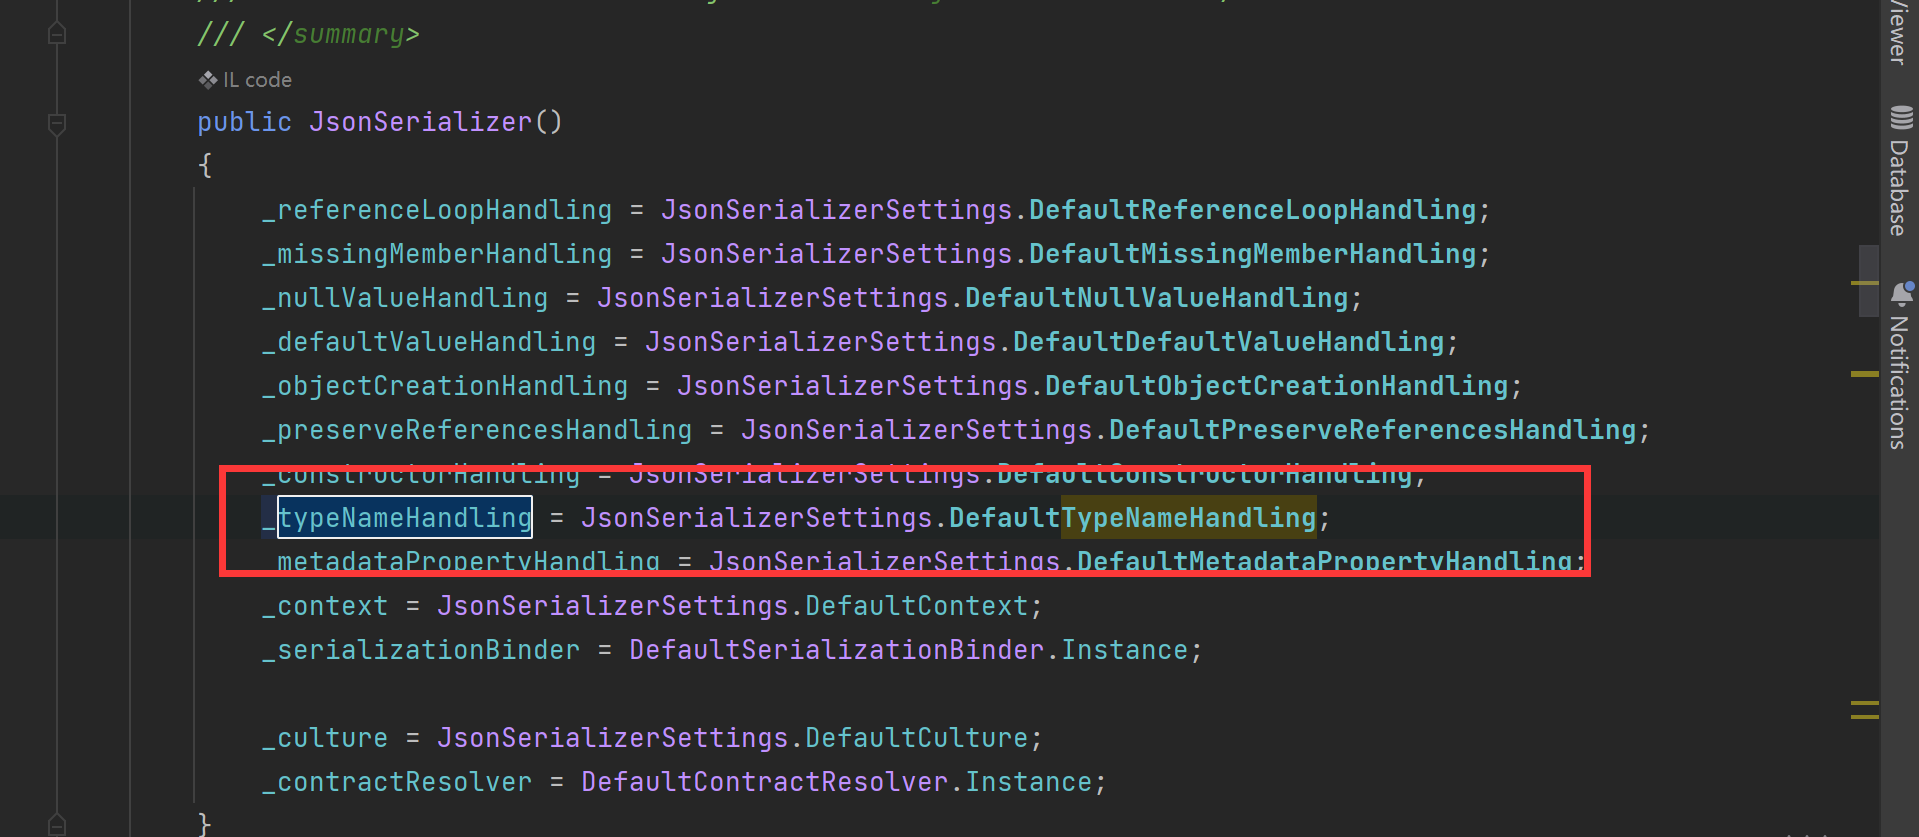 /// </summary>
IL code
public JsonSerializer()
{
_referenceLoopHandling = JsonSerializerSettings.DefaultReferenceLoopHandling;
_missingMemberHandling = JsonSerializerSettings.DefaultMissingMemberHandling;
_nullValueHandling = JsonSerializerSettings.DefaultNullValueHandling;
_defaultValueHandling = JsonSerializerSettings.DefaultDefaultValueHandling;
_objectCreationHandling = JsonSerializerSettings.DefaultObjectCreationHandling;
_preserveReferencesHandling = JsonSerializerSettings.DefaultPreserveReferencesHandling;
_constructorHandling = JsonSerializerSettings.DefaultConstructorHandling;
_typeNameHandling = JsonSerializerSettings.DefaultTypeNameHandling;
_metadataPropertyHandling = JsonSerializerSettings.DefaultMetadataPropertyHandling;
_context = JsonSerializerSettings.DefaultContext;
_serializationBinder = DefaultSerializationBinder.Instance;
_culture = JsonSerializerSettings.DefaultCulture;
_contractResolver = DefaultContractResolver.Instance;
}
Database
Notifications